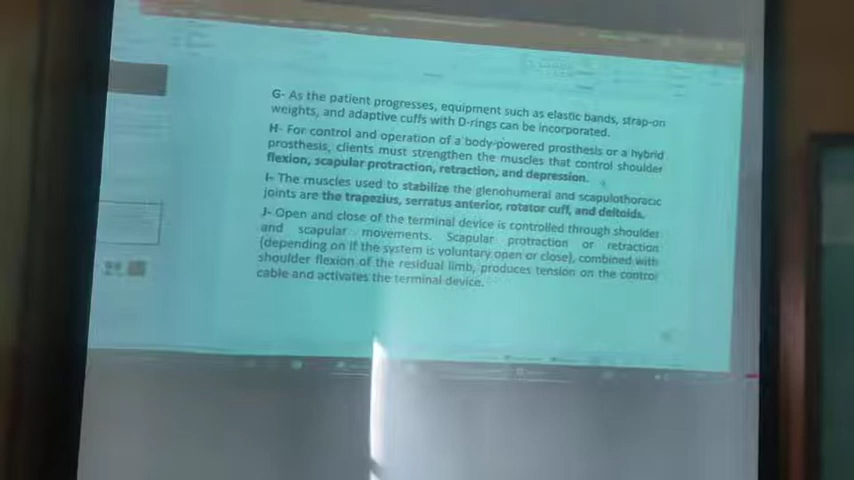 G- As the patient progresses, equipment such as elastic bands, strap-on
weights, and adaptive cuffs with D-rings can be incorporated.
H- For control and operation of a body-powered prosthesis or a hybrid
prosthesis, clients must strengthen the muscles that control shoulder
flexion, scapular protraction, retraction, and depression.
I- The muscles used to stabilize the glenohumeral and scapulothoracic
joints are the trapezius, serratus anterior, rotator cuff, and deltoids.
J- Open and close of the terminal device is controlled through shoulder
and scapular movements. Scapular protraction or retraction
(depending on if the system is voluntary open or close), combined with
shoulder flexion of the residual limb, produces tension on the control
cable and activates the terminal device.